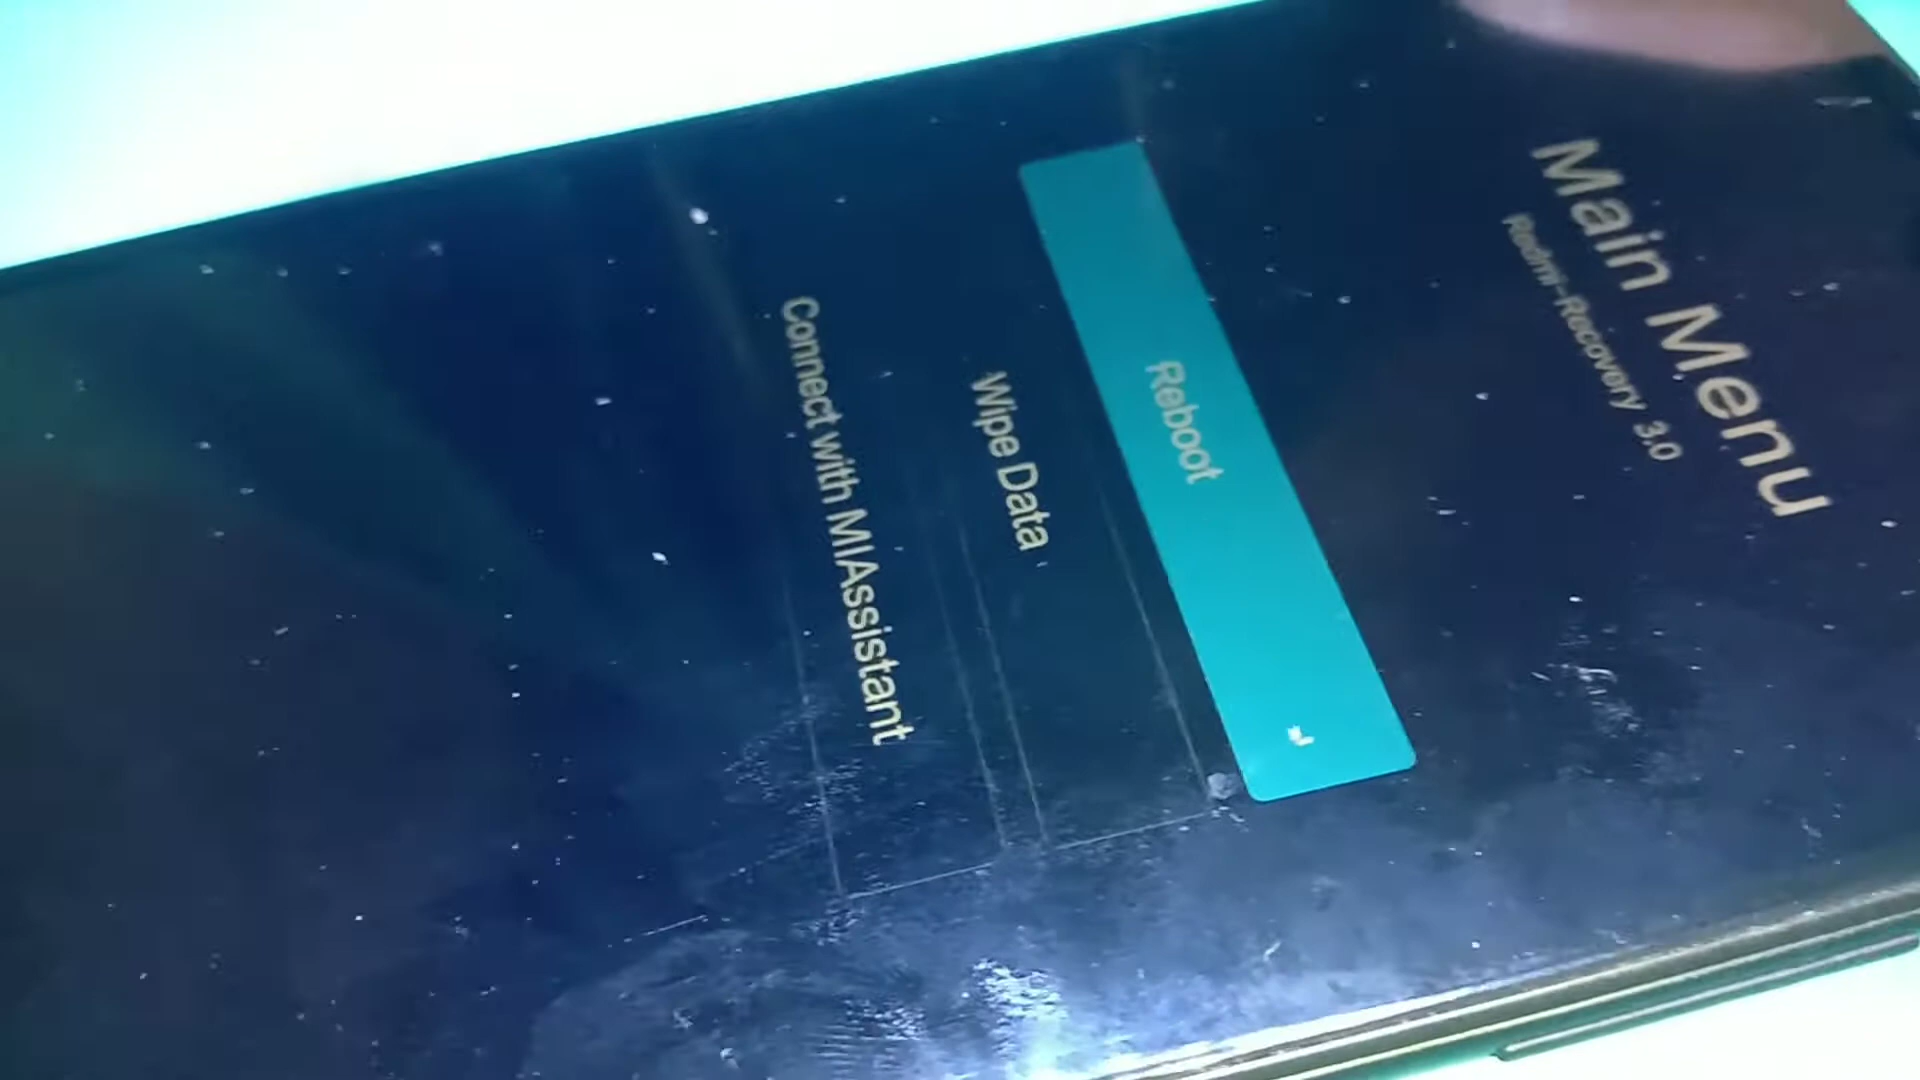 Main Menu
Redmi-Recovery 3.0
Reboot
Wipe Data
Connect with MIAssistant